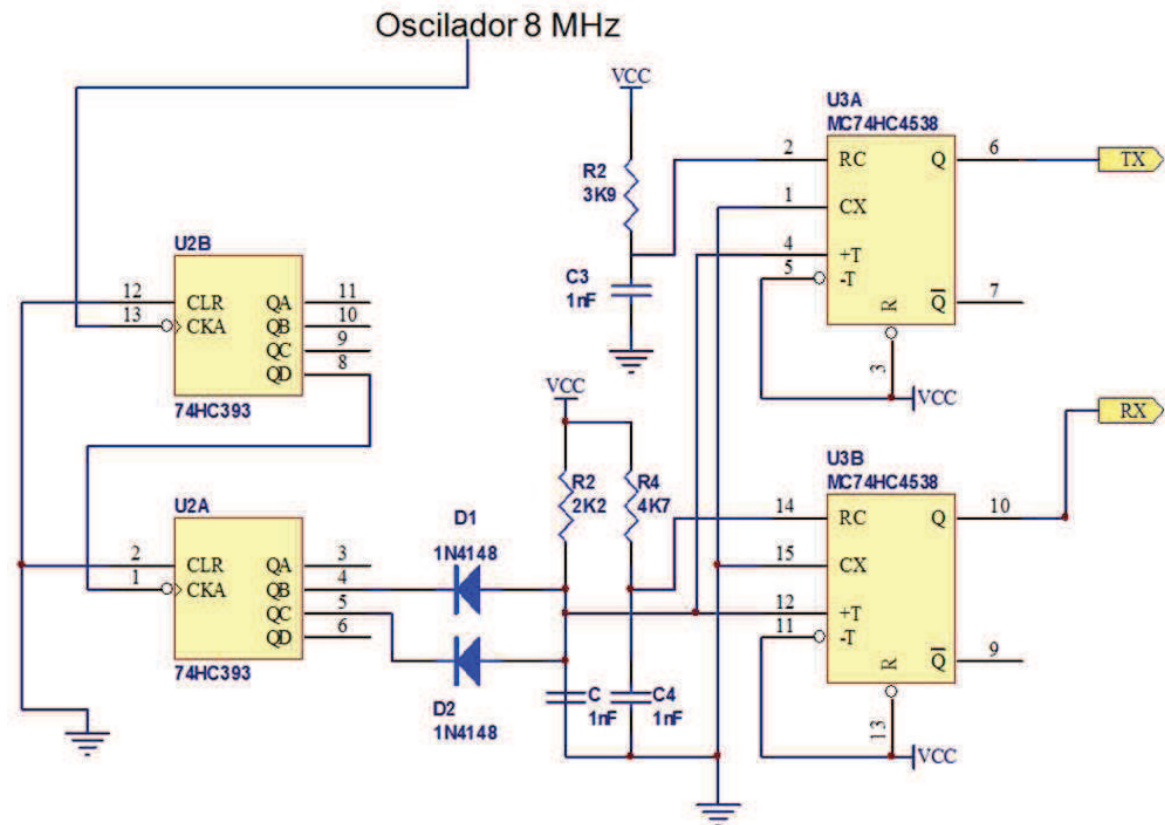 Oscilador 8 MHz
VCC
R2
3K9
C3
1nF
U3A
MC74HC4538
2
RC
Q
6
TX
1
CX
4
+T
5
-T
Q
7
R
3
VCC
U2B
12
CLR
QA
11
13
CKA
QB
10
QC
9
QD
8
74HC393
U2A
2
CLR
QA
3
1
CKA
QB
4
QC
5
QD
6
74HC393
D1
1N4148
D2
1N4148
VCC
R2
2K2
R4
4K7
C
1nF
C4
1nF
U3B
MC74HC4538
14
RC
Q
10
RX
15
CX
12
+T
11
-T
Q
9
R
13
VCC